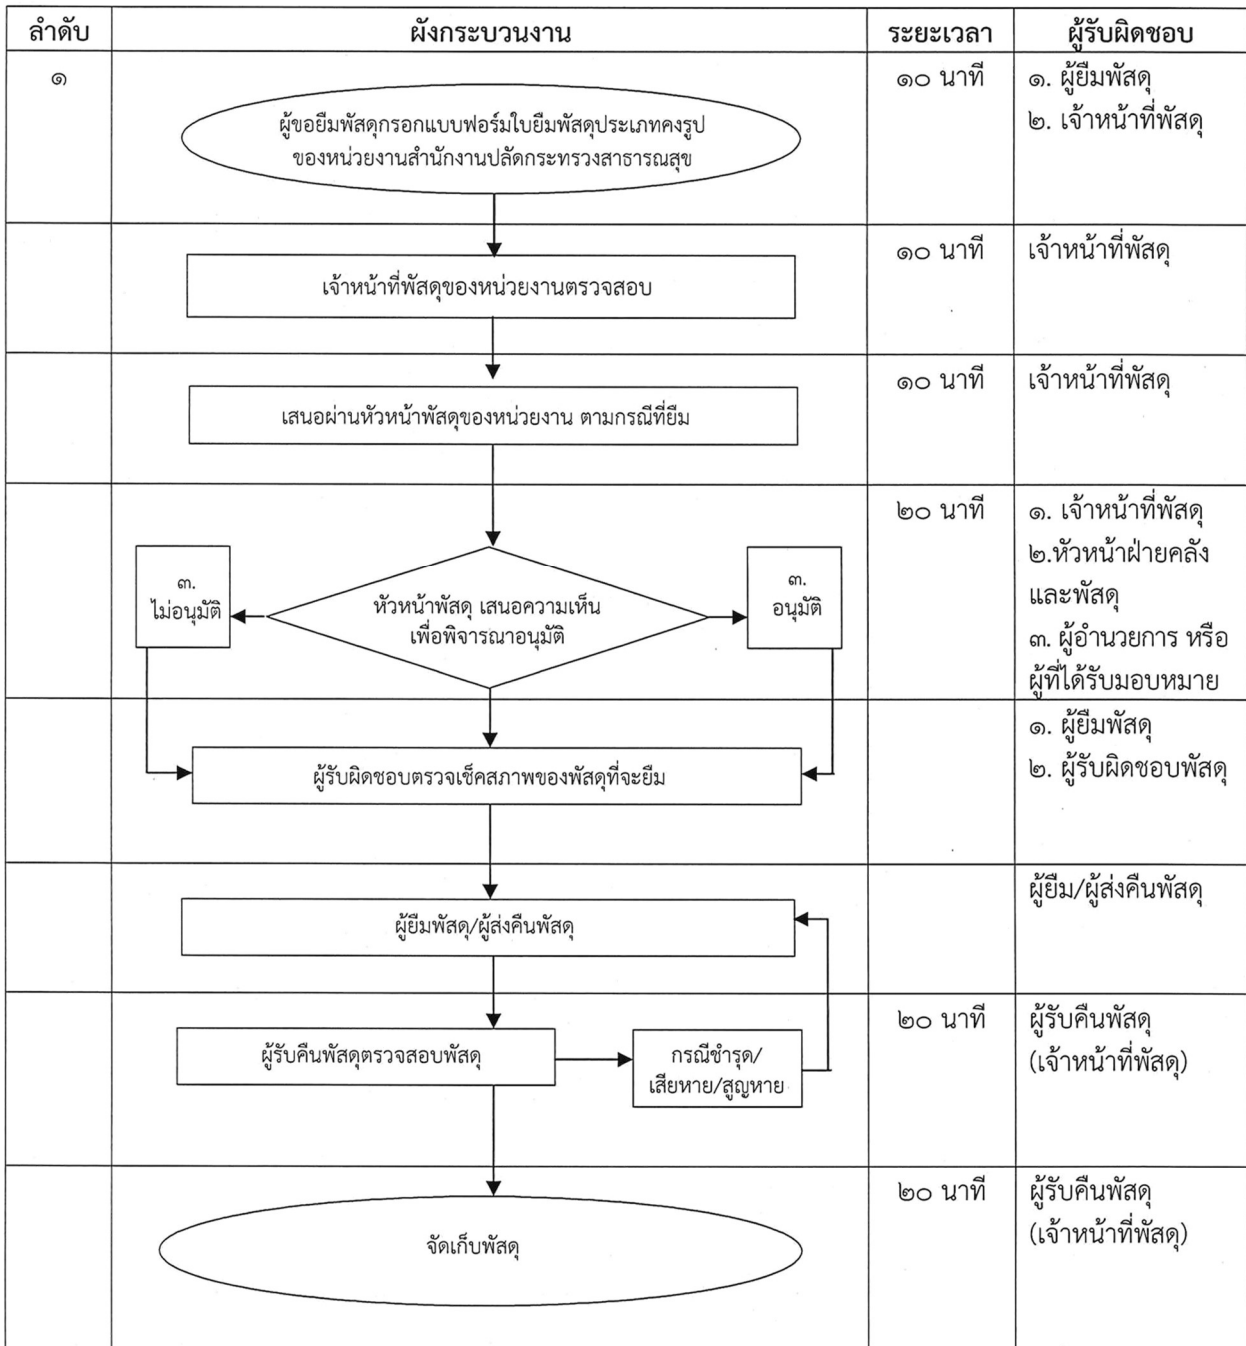 ลำดับ ผังกระบวนงาน ระยะเวลา ผู้รับผิดชอบ
๑
ผู้ขอยืมพัสดุกรอกแบบฟอร์มใบยืมพัสดุประเภทคงรูป
ของหน่วยงานสำนักงานปลัดกระทรวงสาธารณสุข
๑๐ นาที
๑. ผู้ยืมพัสดุ
๒. เจ้าหน้าที่พัสดุ
เจ้าหน้าที่พัสดุของหน่วยงานตรวจสอบ
๑๐ นาที
เจ้าหน้าที่พัสดุ
เสนอผ่านหัวหน้าพัสดุของหน่วยงาน ตามกรณีที่ยืม
๑๐ นาที
เจ้าหน้าที่พัสดุ
๓.
ไม่อนุมัติ
หัวหน้าพัสดุ เสนอความเห็น
เพื่อพิจารณาอนุมัติ
๓.
อนุมัติ
๒๐ นาที
๑. เจ้าหน้าที่พัสดุ
๒.หัวหน้าฝ่ายคลัง
และพัสดุ
๓. ผู้อำนวยการ หรือ
ผู้ที่ได้รับมอบหมาย
ผู้รับผิดชอบตรวจเช็คสภาพของพัสดุที่จะยืม
๑. ผู้ยืมพัสดุ
๒. ผู้รับผิดชอบพัสดุ
ผู้ยืมพัสดุ/ผู้ส่งคืนพัสดุ
ผู้ยืม/ผู้ส่งคืนพัสดุ
ผู้รับคืนพัสดุตรวจสอบพัสดุ
กรณีชำรุด/
เสียหาย/สูญหาย
๒๐ นาที
ผู้รับคืนพัสดุ
(เจ้าหน้าที่พัสดุ)
จัดเก็บพัสดุ
๒๐ นาที
ผู้รับคืนพัสดุ
(เจ้าหน้าที่พัสดุ)